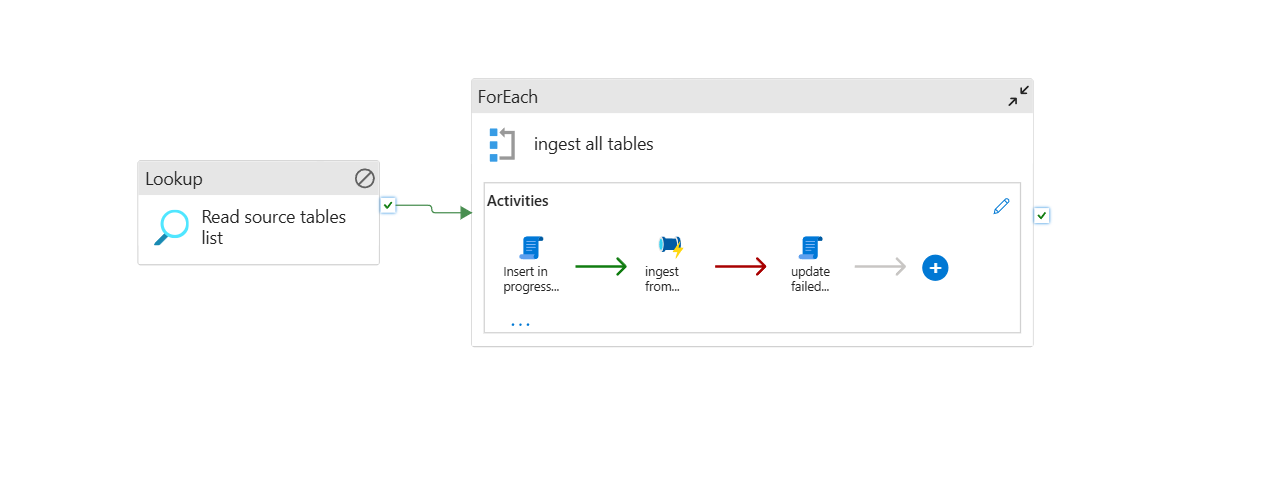 ForEach
ingest all tables
Lookup
Read source tables
list
Activities
Insert in
progress...
ingest
from...
update
failed...
...